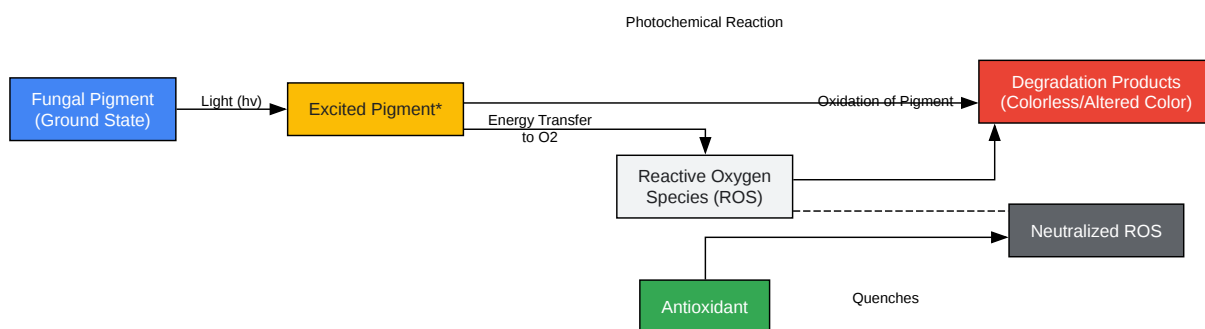 Photochemical Reaction
Fungal Pigment
(Ground State)
Light (hv)
Excited Pigment*
Oxidation of Pigment
Degradation Products
(Colorless/Altered Color)
Energy Transfer
to O2
Reactive Oxygen
Species (ROS)
Neutralized ROS
Antioxidant
Quenches